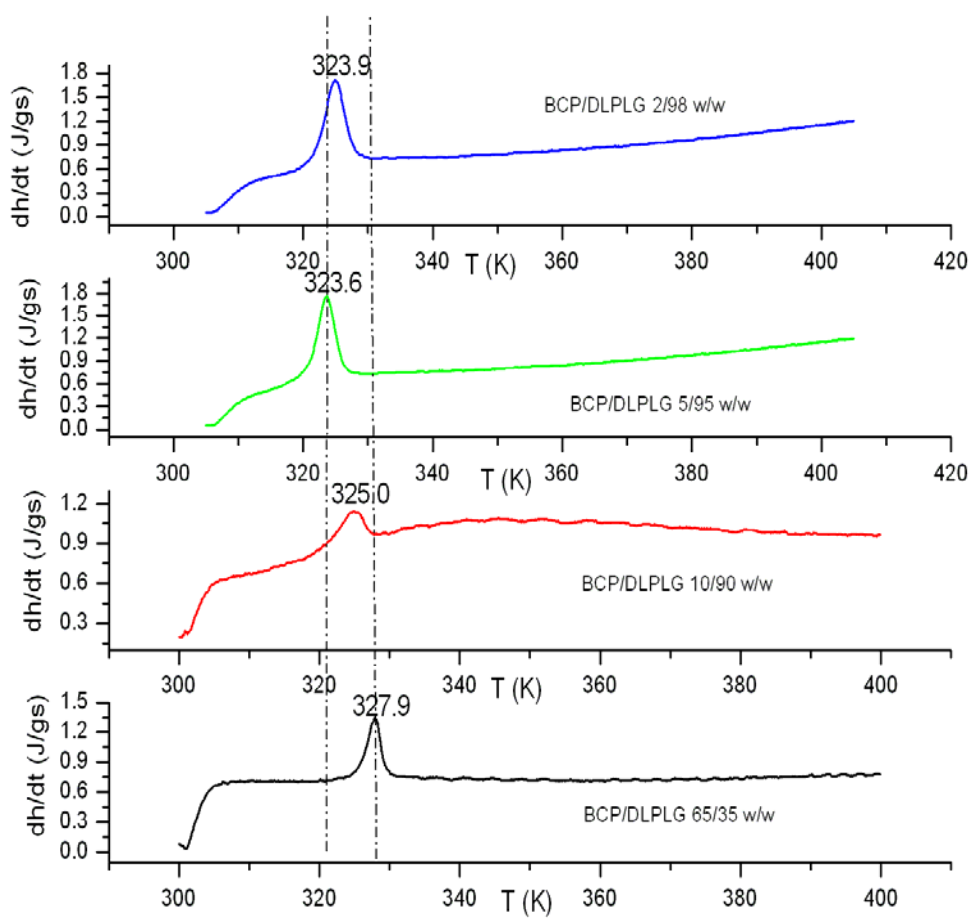 323.9
BCP/DLPLG 2/98 w/w
dh/dt (J/gs)
1.8
1.5
1.2
0.9
0.6
0.3
0.0
300 320 340 360 380 400 420
T (K)
323.6
BCP/DLPLG 5/95 w/w
dh/dt (J/gs)
1.8
1.5
1.2
0.9
0.6
0.3
0.0
300 320 340 360 380 400 420
T (K)
325.0
BCP/DLPLG 10/90 w/w
dh/dt (J/gs)
1.2
0.9
0.6
0.3
300 320 340 360 380 400
T (K)
327.9
BCP/DLPLG 65/35 w/w
dh/dt (J/gs)
1.5
1.2
0.9
0.6
0.3
0.0
300 320 340 360 380 400
T (K)